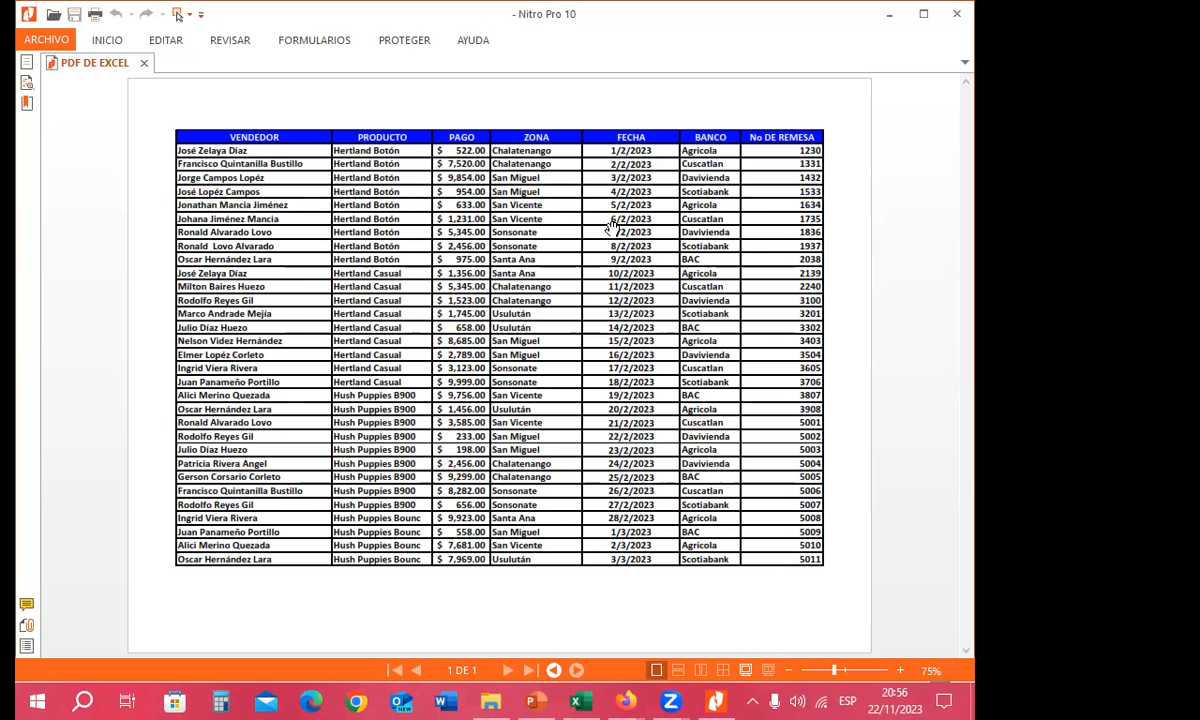 - Nitro Pro 10
ARCHIVO INICIO EDITAR REVISAR FORMULARIOS PROTEGER AYUDA
PDF DE EXCEL
VENDEDOR PRODUCTO PAGO ZONA FECHA BANCO No DE REMESA
José Zelaya Díaz Hertland Botón $ 522.00 Chalatenango 1/2/2023 Agricola 1230
Francisco Quintanilla Bustillo Hertland Botón $ 7,520.00 Chalatenango 2/2/2023 Cuscatlan 1331
Jorge Campos Lopéz Hertland Botón $ 9,854.00 San Miguel 3/2/2023 Davivienda 1432
José Lopéz Campos Hertland Botón $ 954.00 San Miguel 4/2/2023 Scotiabank 1533
Jonathan Mancia Jiménez Hertland Botón $ 633.00 San Vicente 5/2/2023 Agricola 1634
Johana Jiménez Mancia Hertland Botón $ 1,231.00 San Vicente 6/2/2023 Cuscatlan 1735
Ronald Alvarado Lovo Hertland Botón $ 5,345.00 Sonsonate /2/2023 Davivienda 1836
Ronald Lovo Alvarado Hertland Botón $ 2,456.00 Sonsonate 8/2/2023 Scotiabank 1937
Oscar Hernández Lara Hertland Botón $ 975.00 Santa Ana 9/2/2023 BAC 2038
José Zelaya Díaz Hertland Casual $ 1,356.00 Santa Ana 10/2/2023 Agricola 2139
Milton Baires Huezo Hertland Casual $ 5,345.00 Chalatenango 11/2/2023 Cuscatlan 2240
Rodolfo Reyes Gil Hertland Casual $ 1,523.00 Chalatenango 12/2/2023 Davivienda 3100
Marco Andrade Mejía Hertland Casual $ 1,745.00 Usulután 13/2/2023 Scotiabank 3201
Julio Díaz Huezo Hertland Casual $ 658.00 Usulután 14/2/2023 BAC 3302
Nelson Videz Hernández Hertland Casual $ 8,685.00 San Miguel 15/2/2023 Agricola 3403
Elmer Lopéz Corleto Hertland Casual $ 2,789.00 San Miguel 16/2/2023 Davivienda 3504
Ingrid Viera Rivera Hertland Casual $ 3,123.00 Sonsonate 17/2/2023 Cuscatlan 3605
Juan Panameño Portillo Hertland Casual $ 9,999.00 Sonsonate 18/2/2023 Scotiabank 3706
Alici Merino Quezada Hush Puppies B900 $ 9,756.00 San Vicente 19/2/2023 BAC 3807
Oscar Hernández Lara Hush Puppies B900 $ 1,456.00 Usulután 20/2/2023 Agricola 3908
Ronald Alvarado Lovo Hush Puppies B900 $ 3,585.00 San Vicente 21/2/2023 Cuscatlan 5001
Rodolfo Reyes Gil Hush Puppies B900 $ 233.00 San Miguel 22/2/2023 Davivienda 5002
Julio Díaz Huezo Hush Puppies B900 $ 198.00 San Miguel 23/2/2023 Agricola 5003
Patricia Rivera Angel Hush Puppies B900 $ 2,456.00 Chalatenango 24/2/2023 Davivienda 5004
Gerson Corsario Corleto Hush Puppies B900 $ 9,299.00 Chalatenango 25/2/2023 BAC 5005
Francisco Quintanilla Bustillo Hush Puppies B900 $ 8,282.00 Sonsonate 26/2/2023 Cuscatlan 5006
Rodolfo Reyes Gil Hush Puppies B900 $ 656.00 Sonsonate 27/2/2023 Scotiabank 5007
Ingrid Viera Rivera Hush Puppies Bounc $ 9,923.00 Santa Ana 28/2/2023 Agricola 5008
Juan Panameño Portillo Hush Puppies Bounc $ 558.00 San Miguel 1/3/2023 BAC 5009
Alici Merino Quezada Hush Puppies Bounc $ 7,681.00 San Vicente 2/3/2023 Agricola 5010
Oscar Hernández Lara Hush Puppies Bounc $ 7,969.00 Usulután 3/3/2023 Scotiabank 5011
1 DE 1 75%
ESP 20:56
22/11/2023